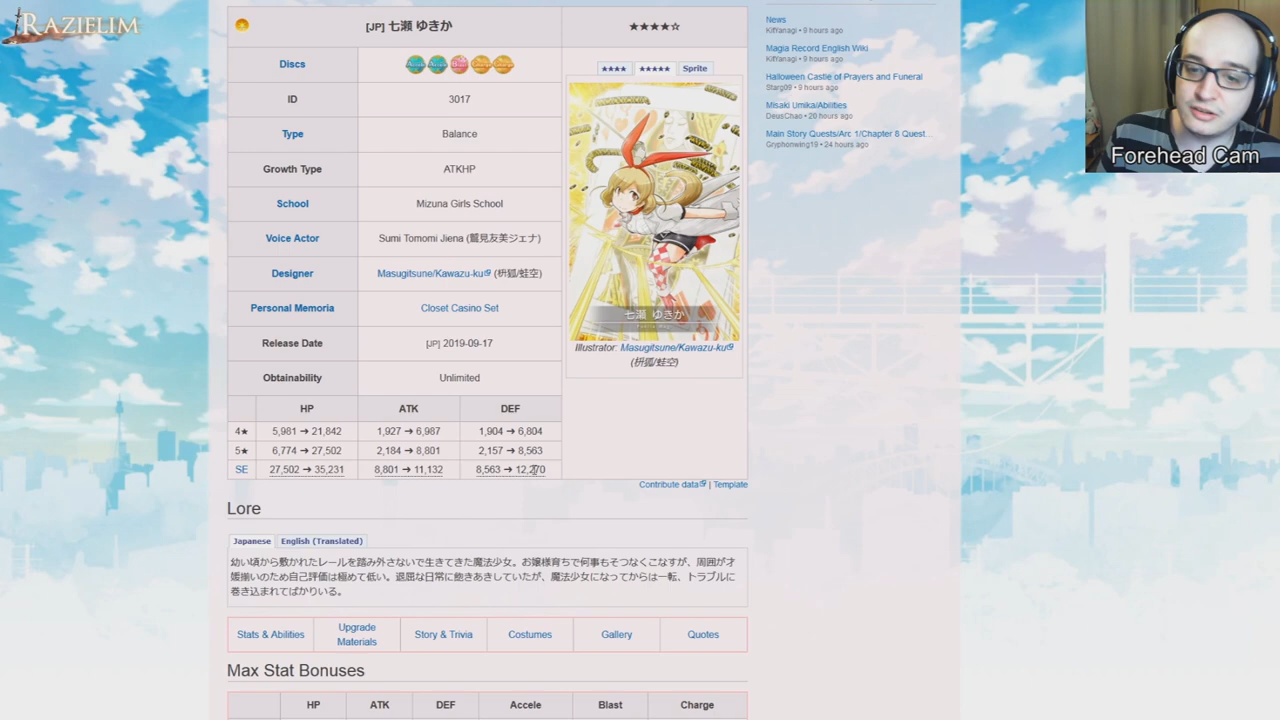 RAZIELIM
[JP] 七瀬 ゆきか
★★★★☆
Discs
Accele Accele Blast Charge Charge
ID 3017
Type Balance
Growth Type ATKHP
School Mizuna Girls School
Voice Actor Sumi Tomomi Jiena (鷲見友美ジェナ)
Designer Masugitsune/Kawazu-ku (枡狐/蛙空)
Personal Memoria Closet Casino Set
Release Date [JP] 2019-09-17
Obtainability Unlimited
HP ATK DEF
4★ 5,981 → 21,842 1,927 → 6,987 1,904 → 6,804
5★ 6,774 → 27,502 2,184 → 8,801 2,157 → 8,563
SE 27,502 → 35,231 8,801 → 11,132 8,563 → 12,270
★★★★ ★★★★★ Sprite
七瀬 ゆきか
Illustrator: Masugitsune/Kawazu-ku
(枡狐/蛙空)
Contribute data | Template
Lore
Japanese English (Translated)
幼い頃から敷かれたレールを踏み外さないで生きてきた魔法少女。お嬢様育ちで何事もそつなくこなすが、周囲が才
媛揃いのため自己評価は極めて低い。退屈な日常に飽きあきしていたが、魔法少女になってからは一転、トラブルに
巻き込まれてばかりいる。
Stats & Abilities
Upgrade
Materials
Story & Trivia
Costumes
Gallery
Quotes
Max Stat Bonuses
HP ATK DEF Accele Blast Charge
News
KifYanagi • 9 hours ago
Magia Record English Wiki
KifYanagi • 9 hours ago
Halloween Castle of Prayers and Funeral
Starg09 • 9 hours ago
Misaki Umika/Abilities
DeusChao • 20 hours ago
Main Story Quests/Arc 1/Chapter 8 Quest...
Gryphonwing19 • 24 hours ago
Forehead Cam